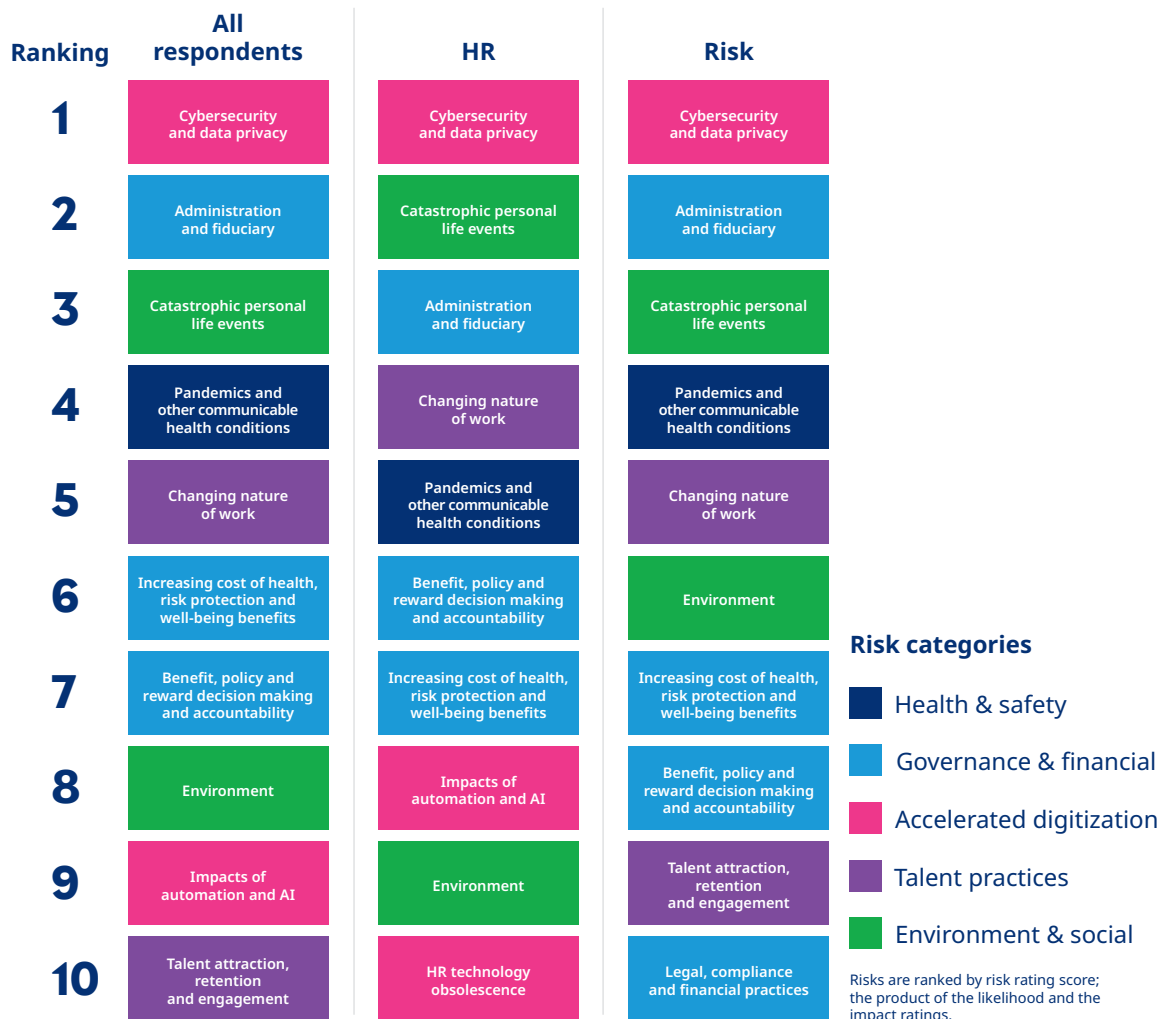 Ranking
All
respondents
HR
Risk
1
Cybersecurity
and data privacy
Cybersecurity
and data privacy
Cybersecurity
and data privacy
2
Administration
and fiduciary
Catastrophic personal
life events
Administration
and fiduciary
3
Catastrophic personal
life events
Administration
and fiduciary
Catastrophic personal
life events
4
Pandemics and
other communicable
health conditions
Changing nature
of work
Pandemics and
other communicable
health conditions
5
Changing nature
of work
Pandemics and
other communicable
health conditions
Changing nature
of work
6
Increasing cost of health,
risk protection and
well-being benefits
Benefit, policy and
reward decision making
and accountability
Environment
7
Benefit, policy and
reward decision making
and accountability
Increasing cost of health,
risk protection and
well-being benefits
Increasing cost of health,
risk protection and
well-being benefits
8
Environment
Impacts of
automation and AI
Benefit, policy and
reward decision making
and accountability
9
Impacts of
automation and AI
Environment
Talent attraction,
retention
and engagement
10
Talent attraction,
retention
and engagement
HR technology
obsolescence
Legal, compliance
and financial practices
Risk categories
Health & safety
Governance & financial
Accelerated digitization
Talent practices
Environment & social
Risks are ranked by risk rating score;
the product of the likelihood and the
impact ratings.